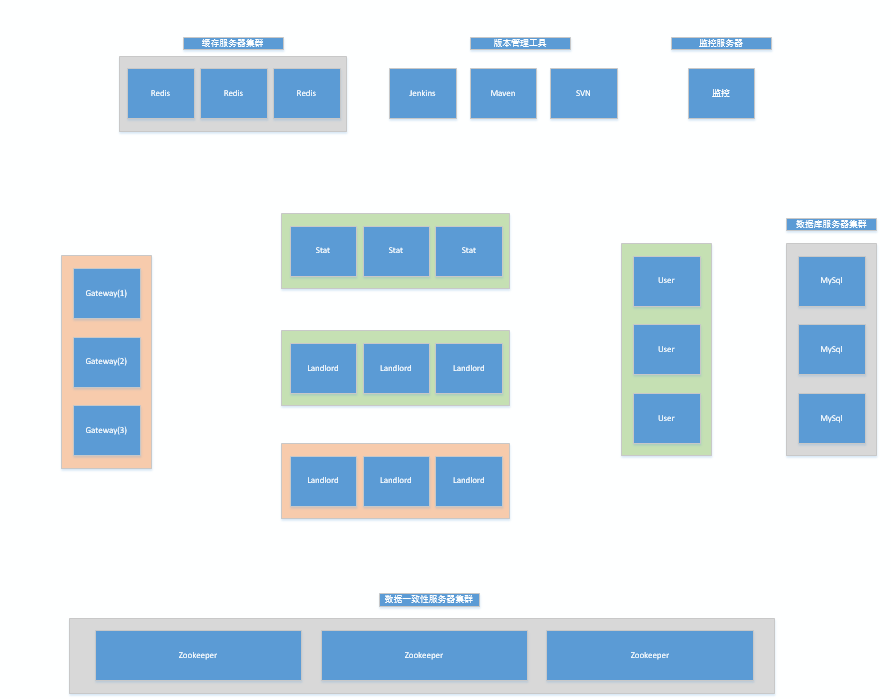 缓存服务器集群
版本管理工具
监控服务器
Redis
Redis
Redis
Jenkins
Maven
SVN
监控
数据库服务器集群
Stat
Stat
Stat
Gateway(1)
Gateway(2)
Gateway(3)
Landlord
Landlord
Landlord
Landlord
Landlord
Landlord
User
User
User
MySql
MySql
MySql
数据一致性服务器集群
Zookeeper
Zookeeper
Zookeeper